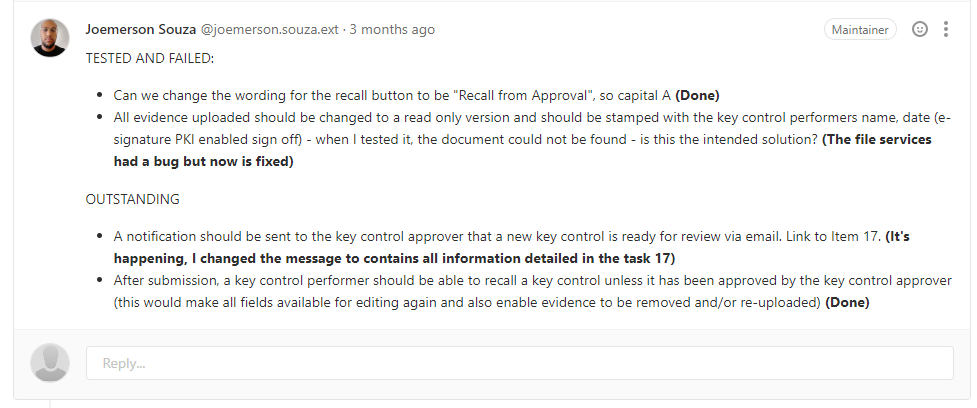 Joemerson Souza @joemerson.souza.ext · 3 months ago
Maintainer
TESTED AND FAILED:
• Can we change the wording for the recall button to be "Recall from Approval", so capital A (Done)
• All evidence uploaded should be changed to a read only version and should be stamped with the key control performers name, date (e-
signature PKI enabled sign off) - when I tested it, the document could not be found - is this the intended solution? (The file services
had a bug but now is fixed)
OUTSTANDING
• A notification should be sent to the key control approver that a new key control is ready for review via email. Link to Item 17. (It's
happening, I changed the message to contains all information detailed in the task 17)
• After submission, a key control performer should be able to recall a key control unless it has been approved by the key control approver
(this would make all fields available for editing again and also enable evidence to be removed and/or re-uploaded) (Done)
Reply...